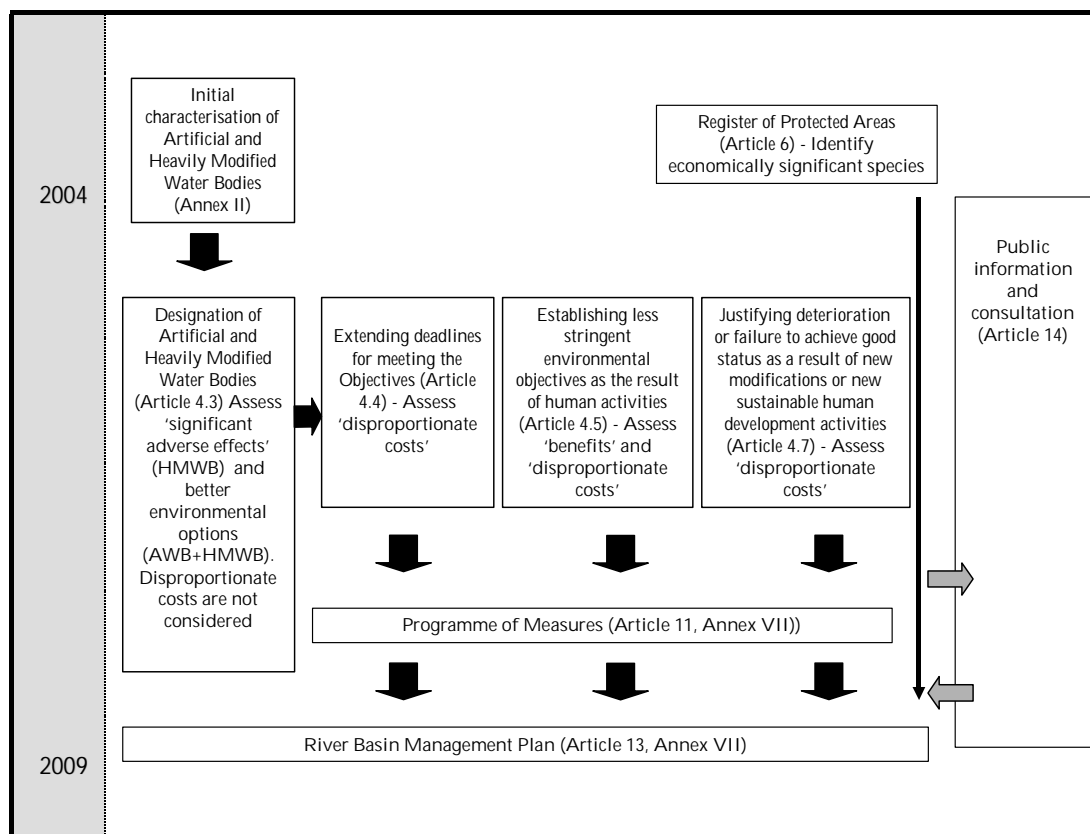 2004
2009
Initial
characterisation of
Artificial and
Heavily Modified
Water Bodies
(Annex II)
Register of Protected Areas
(Article 6) - Identify
economically significant species
Public
information
and
consultation
(Article 14)
Designation of
Artificial and
Heavily Modified
Water Bodies
(Article 4.3) Assess
‘significant
adverse effects’
(HMWB) and
better
environmental
options
(AWB+HMWB).
Disproportionate
costs are not
considered
Extending deadlines
for meeting the
Objectives (Article
4.4) - Assess
‘disproportionate
costs’
Establishing less
stringent
environmental
objectives as the result
of human activities
(Article 4.5) - Assess
‘benefits’ and
‘disproportionate
costs’
Justifying deterioration
or failure to achieve good
status as a result of new
modifications or new
sustainable human
development activities
(Article 4.7) - Assess
‘disproportionate
costs’
Programme of Measures (Article 11, Annex VII))
River Basin Management Plan (Article 13, Annex VII)